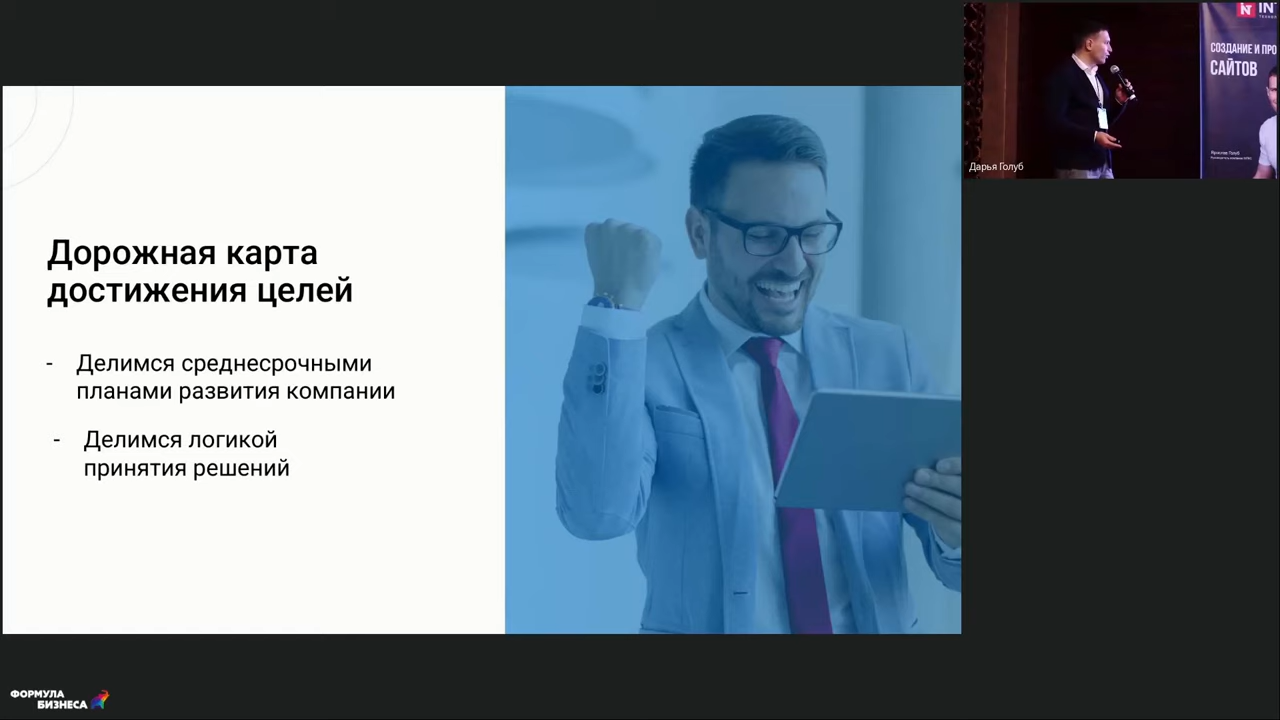 Дорожная карта
достижения целей
- Делимся среднесрочными
планами развития компании
- Делимся логикой
принятия решений
IN
СОЗДАНИЕ И ПРО
САЙТОВ
Дарья Голуб
ФОРМУЛА
БИЗНЕСА